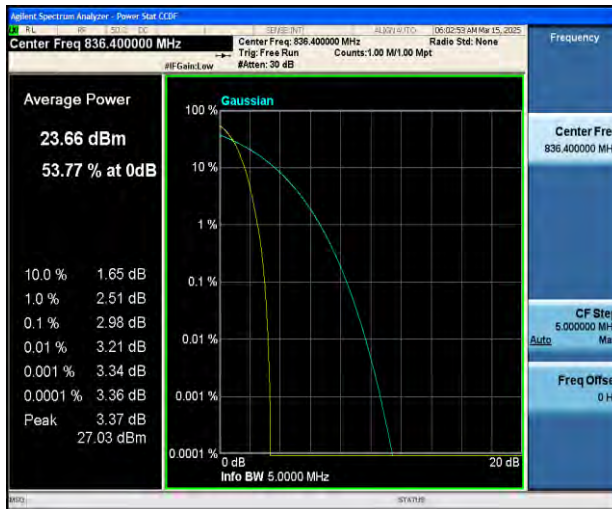 Agilent Spectrum Analyzer - Power Stat CCDF
RL RF 50 Ω DC SENSE:INT ALIGN AUTO 06:02:53 AM Mar 15, 2025
Center Freq 836.400000 MHz
Center Freq: 836.400000 MHz
Radio Std: None
Trig: Free Run
Counts:1.00 M/1.00 Mpt
#IFGain:Low
#Atten: 30 dB
Frequency
Average Power
23.66 dBm
53.77 % at 0dB
10.0 % 1.65 dB
1.0 % 2.51 dB
0.1 % 2.98 dB
0.01 % 3.21 dB
0.001 % 3.34 dB
0.0001 % 3.36 dB
Peak 3.37 dB
27.03 dBm
Gaussian
100 %
10 %
1 %
0.1 %
0.01 %
0.001 %
0.0001 %
0 dB
20 dB
Info BW 5.0000 MHz
Center Fre
836.400000 MH
CF Step
5.000000 MH
Auto Ma
Freq Offse
0 H
MSG
STATUS